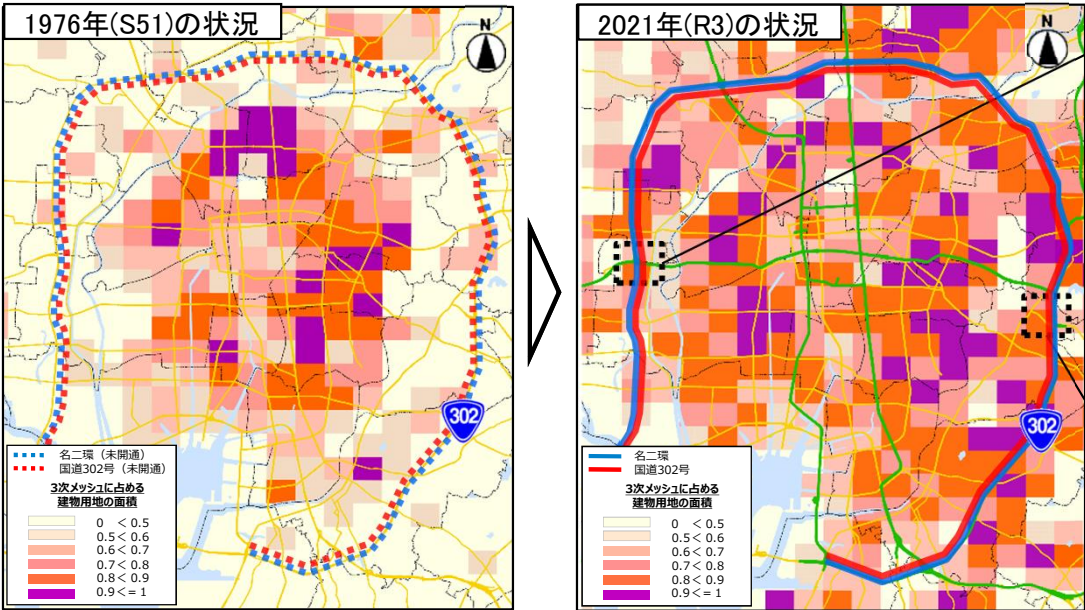 1976年(S51)の状況
N
302
名二環（未開通）
国道302号（未開通）
3次メッシュに占める
建物用地の面積
0 ＜0.5
0.5＜0.6
0.6＜0.7
0.7＜0.8
0.8＜0.9
0.9＜= 1
2021年(R3)の状況
N
302
名二環
国道302号
3次メッシュに占める
建物用地の面積
0 ＜0.5
0.5＜0.6
0.6＜0.7
0.7＜0.8
0.8＜0.9
0.9＜= 1